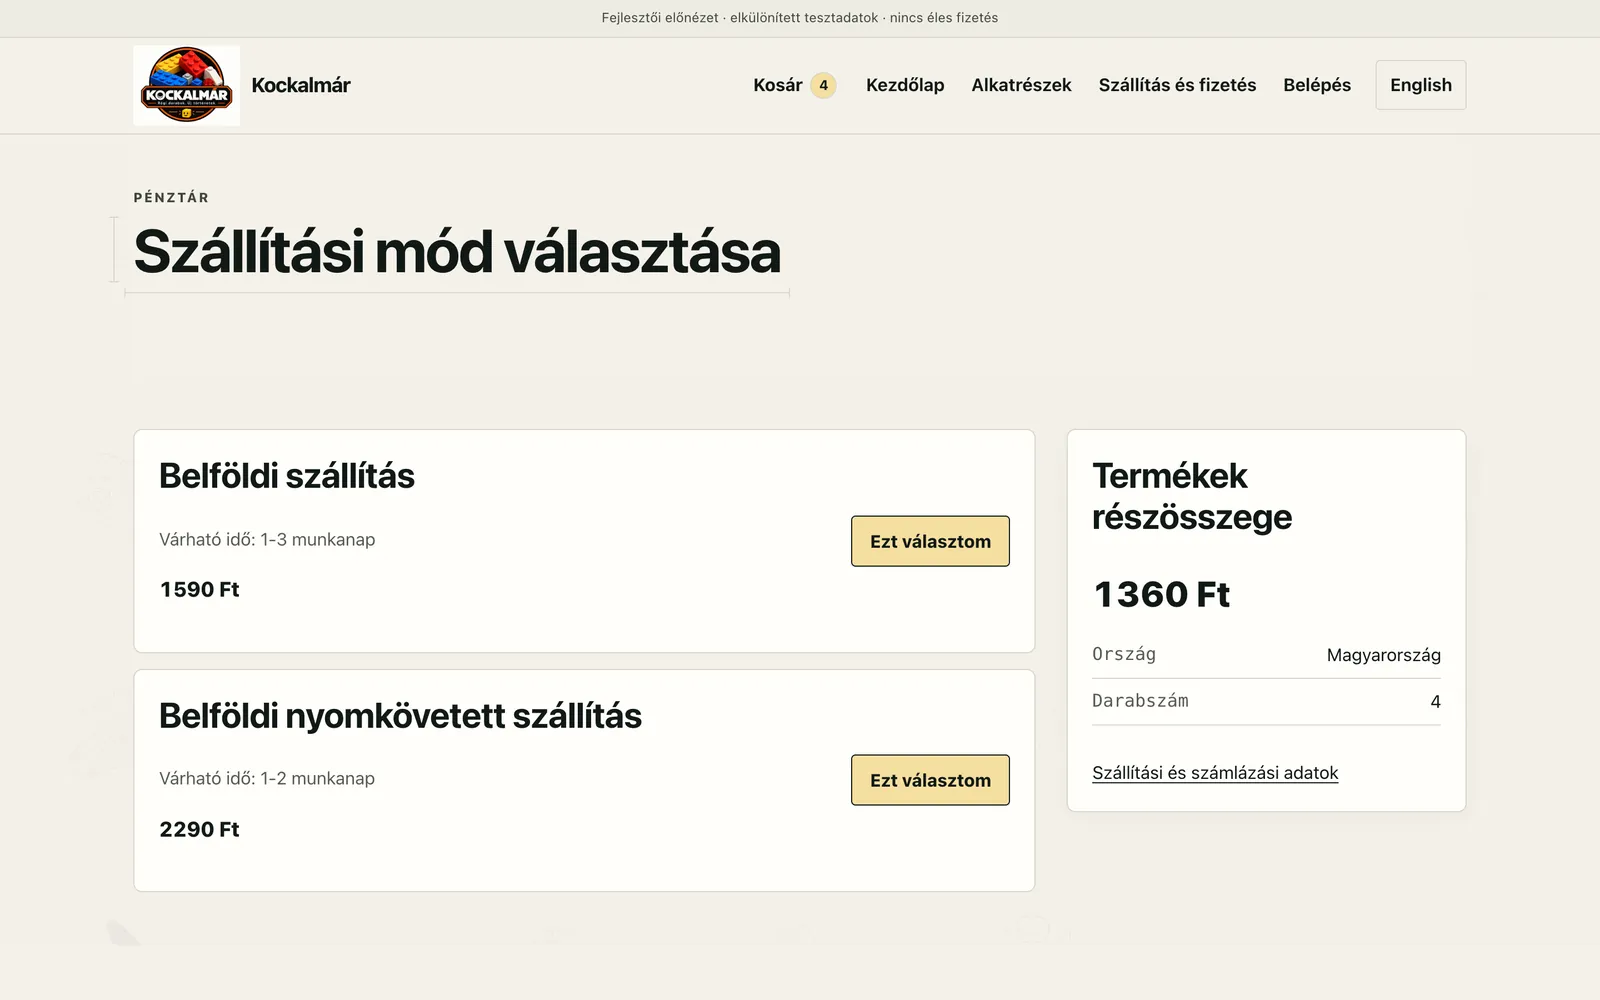 Fejlesztői előnézet · elkülönített tesztadatok · nincs éles fizetés
KOCKALMÁR
Kockalmár
Kosár 4 Kezdőlap Alkatrészek Szállítás és fizetés Belépés English
PÉNZTÁR
Szállítási mód választása
Belföldi szállítás
Várható idő: 1-3 munkanap
Ezt választom
1590 Ft
Belföldi nyomkövetett szállítás
Várható idő: 1-2 munkanap
Ezt választom
2290 Ft
Termékek
részösszege
1360 Ft
Ország Magyarország
Darabszám 4
Szállítási és számlázási adatok